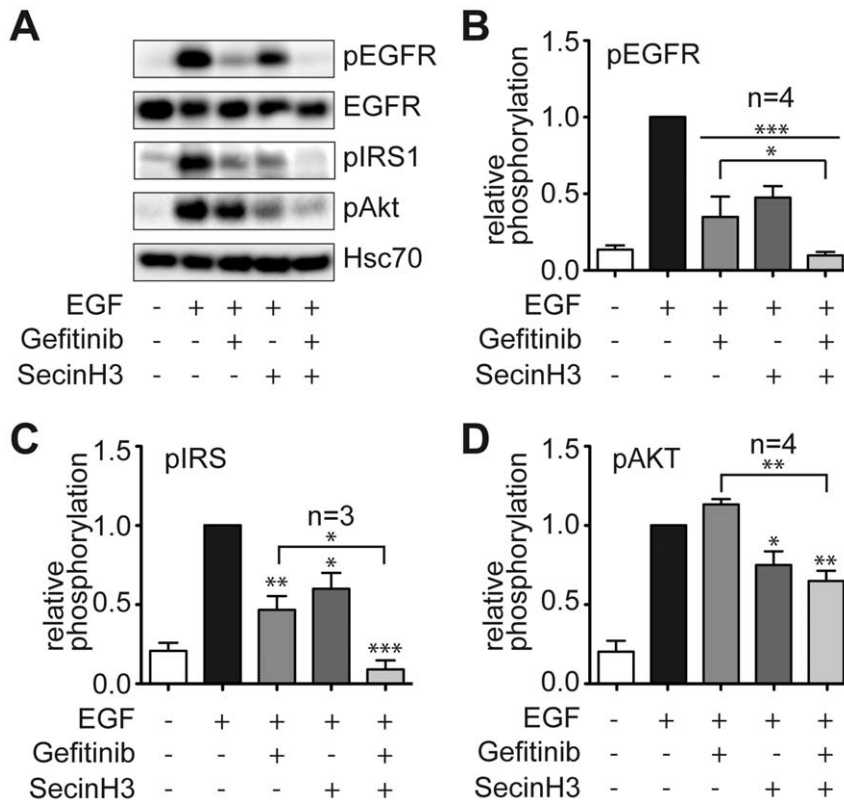 A
pEGFR
EGFR
pIRS1
pAkt
Hsc70
EGF - + + + +
Gefitinib - - + - +
SecinH3 - - - + +
B
pEGFR
n=4
***
*
relative
phosphorylation
1.5
1.0
0.5
0.0
EGF - + + + +
Gefitinib - - + - +
SecinH3 - - - + +
C
pIRS
n=3
*
** * ***
relative
phosphorylation
1.5
1.0
0.5
0.0
EGF - + + + +
Gefitinib - - + - +
SecinH3 - - - + +
D
pAKT
n=4
**
* **
relative
phosphorylation
1.5
1.0
0.5
0.0
EGF - + + + +
Gefitinib - - + - +
SecinH3 - - - + +